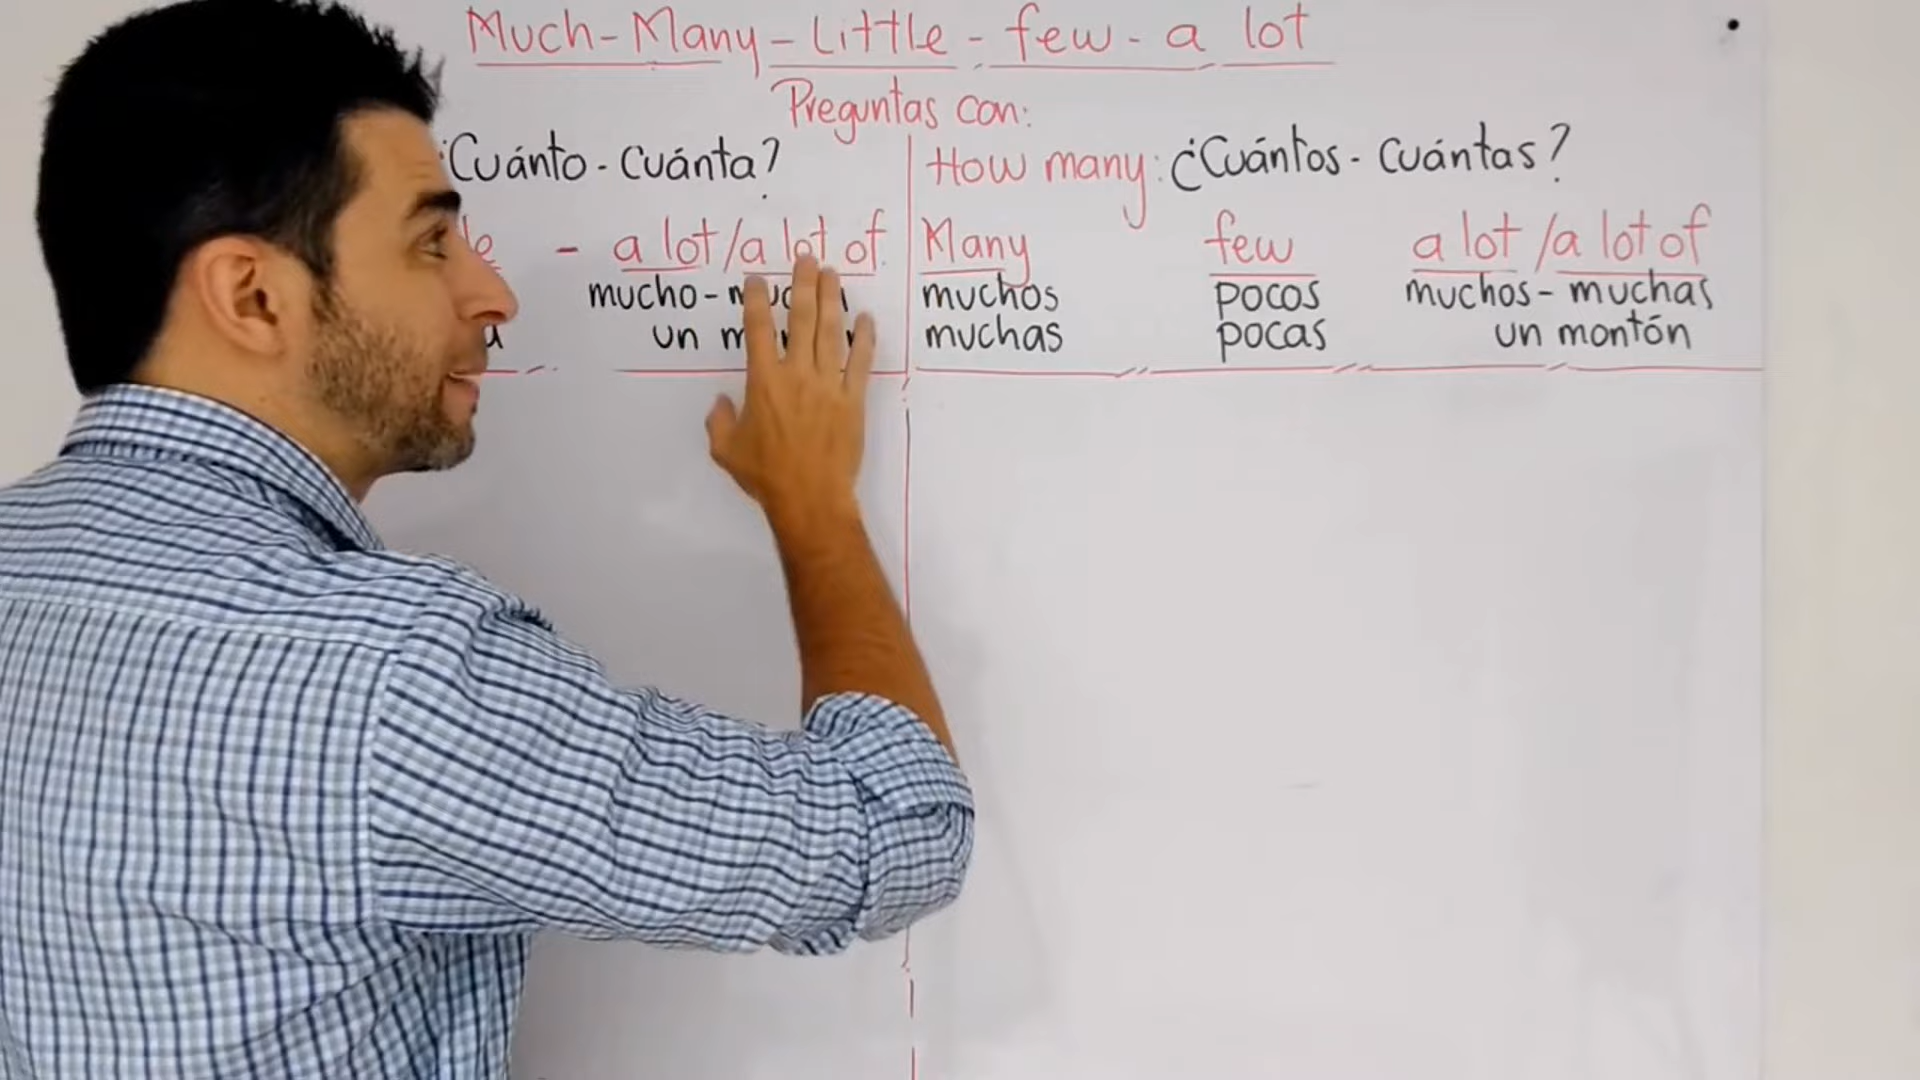 Much - Many - Little - few - a lot
Preguntas con:
¿Cuánto - cuánta?
- a lot / a lot of
mucho -
un
How many: ¿Cuántos - cuántas?
Many few a lot / a lot of
muchos pocos muchos - muchas
muchas pocas un montón